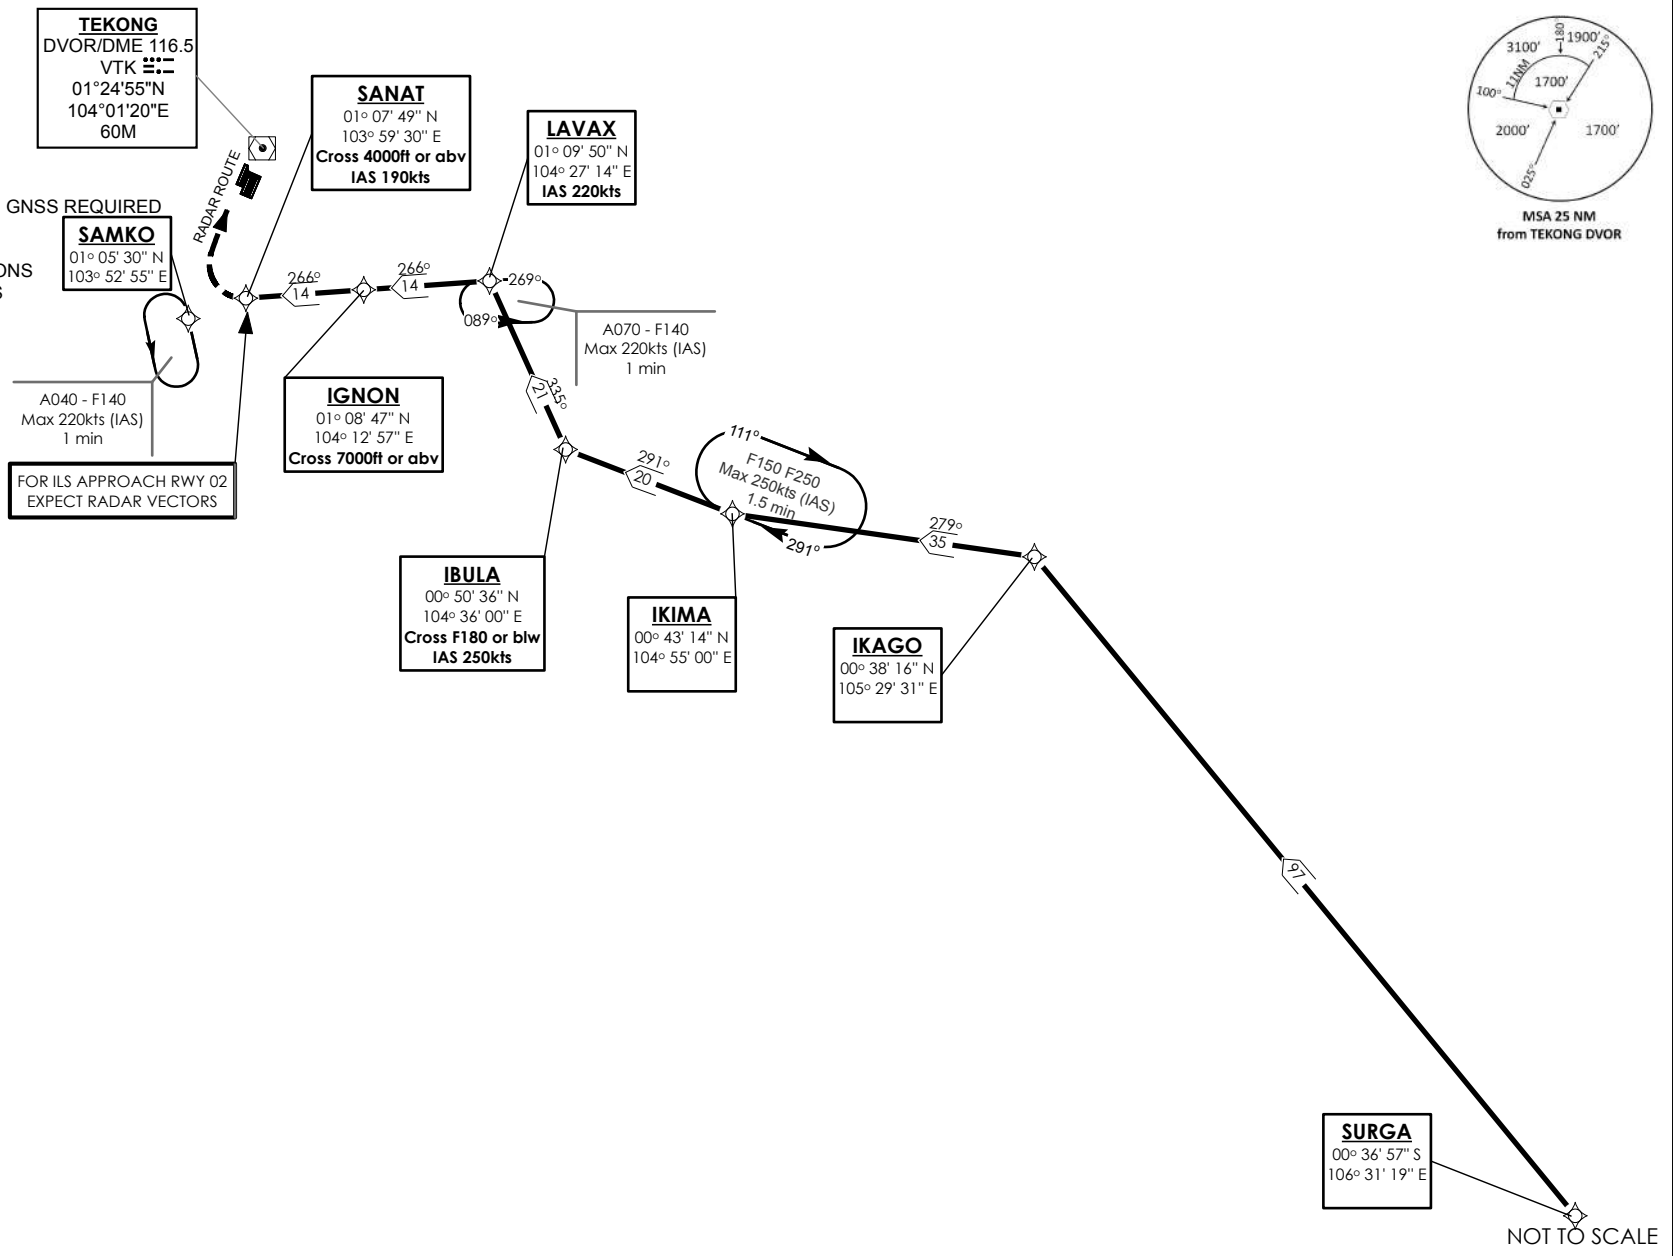 TEKONG
DVOR/DME 116.5
VTK
01°24'55"N
104°01'20"E
60M
SANAT
01° 07' 49" N
103° 59' 30" E
Cross 4000ft or abv
IAS 190kts
LAVAX
01° 09' 50" N
104° 27' 14" E
IAS 220kts
3100'
180°
1900'
215°
11NM
1700'
100°
2000'
1700'
025°
MSA 25 NM
from TEKONG DVOR
RADAR ROUTE
GNSS REQUIRED
SAMKO
01° 05' 30" N
103° 52' 55" E
ONS
S
266°
14
266°
14
269°
089°
A070 - F140
Max 220kts (IAS)
1 min
A040 - F140
Max 220kts (IAS)
1 min
IGNON
01° 08' 47" N
104° 12' 57" E
Cross 7000ft or abv
335°
21
FOR ILS APPROACH RWY 02
EXPECT RADAR VECTORS
291°
20
111°
F150 F250
Max 250kts (IAS)
1.5 min
291°
279°
35
IBULA
00° 50' 36" N
104° 36' 00" E
Cross F180 or blw
IAS 250kts
IKIMA
00° 43' 14" N
104° 55' 00" E
IKAGO
00° 38' 16" N
105° 29' 31" E
97
SURGA
00° 36' 57" S
106° 31' 19" E
NOT TO SCALE